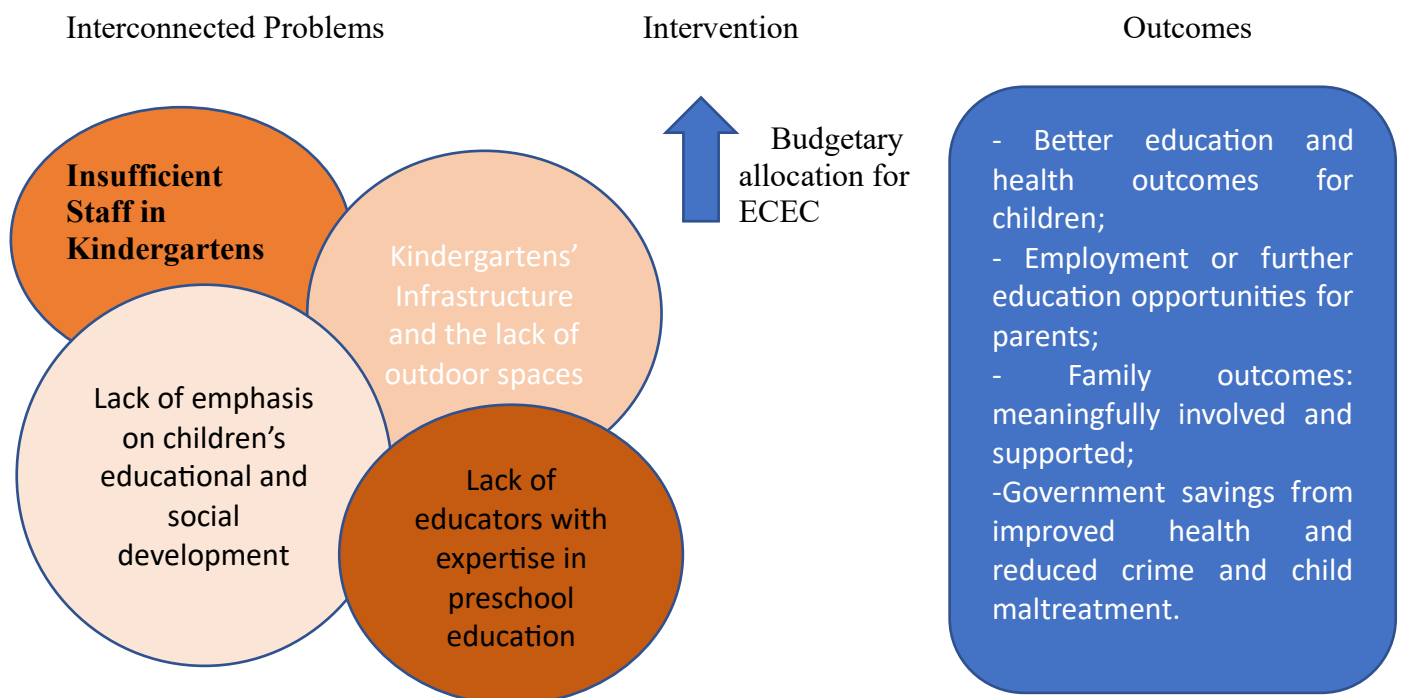 Interconnected Problems
Intervention
Outcomes
Insufficient
Staff in
Kindergartens
Kindergartens’
Infrastructure
and the lack of
outdoor spaces
Lack of emphasis
on children’s
educational and
social
development
Lack of
educators with
expertise in
preschool
education
Budgetary
allocation for
ECEC
- Better education and
health outcomes for
children;
- Employment or further
education opportunities for
parents;
- Family outcomes:
meaningfully involved and
supported;
-Government savings from
improved health and
reduced crime and child
maltreatment.